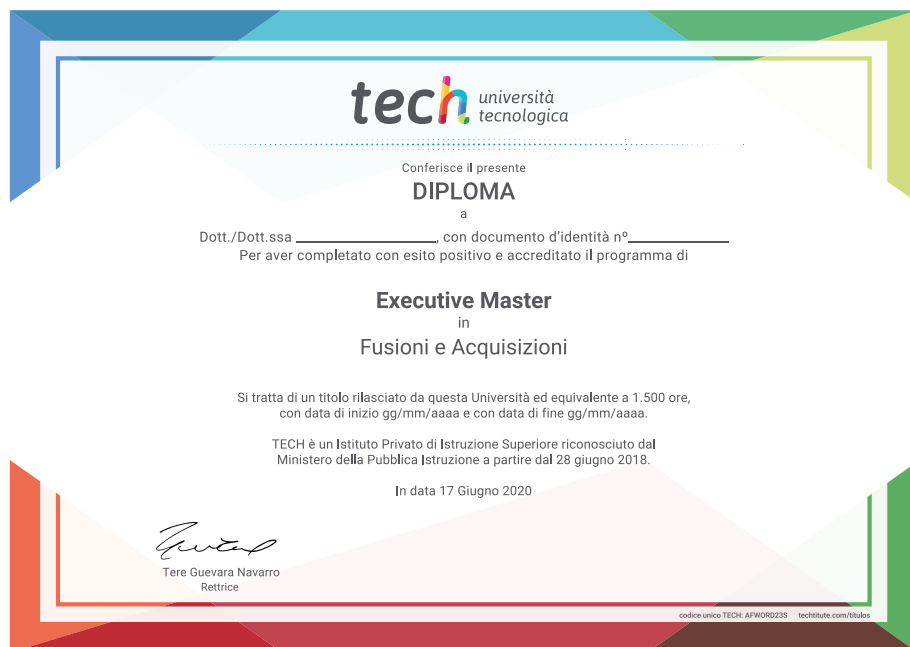 tech università
tecnologica
Conferisce il presente
DIPLOMA
a
Dott./Dott.ssa ________________, con documento d'identità nº____________
Per aver completato con esito positivo e accreditato il programma di
Executive Master
in
Fusioni e Acquisizioni
Si tratta di un titolo rilasciato da questa Università ed equivalente a 1.500 ore,
con data di inizio gg/mm/aaaa e con data di fine gg/mm/aaaa.
TECH è un Istituto Privato di Istruzione Superiore riconosciuto dal
Ministero della Pubblica Istruzione a partire dal 28 giugno 2018.
In data 17 Giugno 2020
Tere Guevara Navarro
Rettrice
codice unico TECH: AFWORD23S techtitute.com/títulos